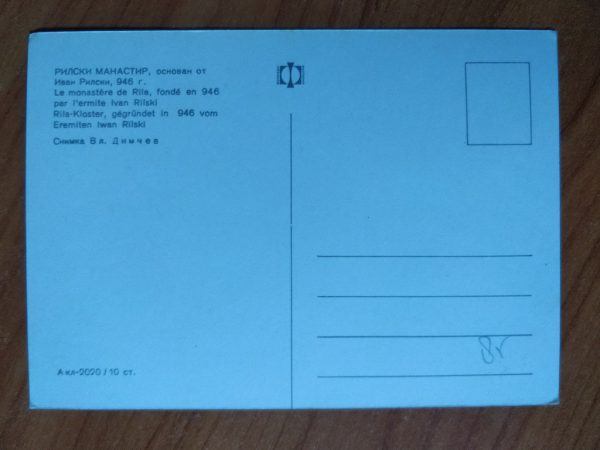 РИЛСКИ МАНАСТИР, основан от
Иван Рилски, 946 г.
Le monastère de Rila, fondé en 946
par l'ermite Ivan Rilski
Rila-Kloster, gégründet in 946 vom
Eremiten Iwan Rilski
Снимка Вл. Димчев
А кл-2020 / 10 ст.